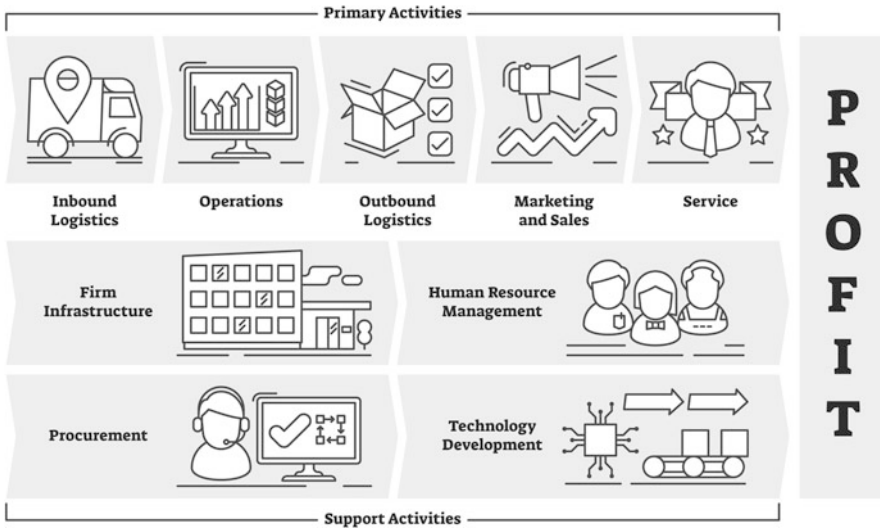 Primary Activities
Inbound
Logistics
Operations
Outbound
Logistics
Marketing
and Sales
Service
Firm
Infrastructure
Human Resource
Management
Procurement
Technology
Development
Support Activities
PROFIT